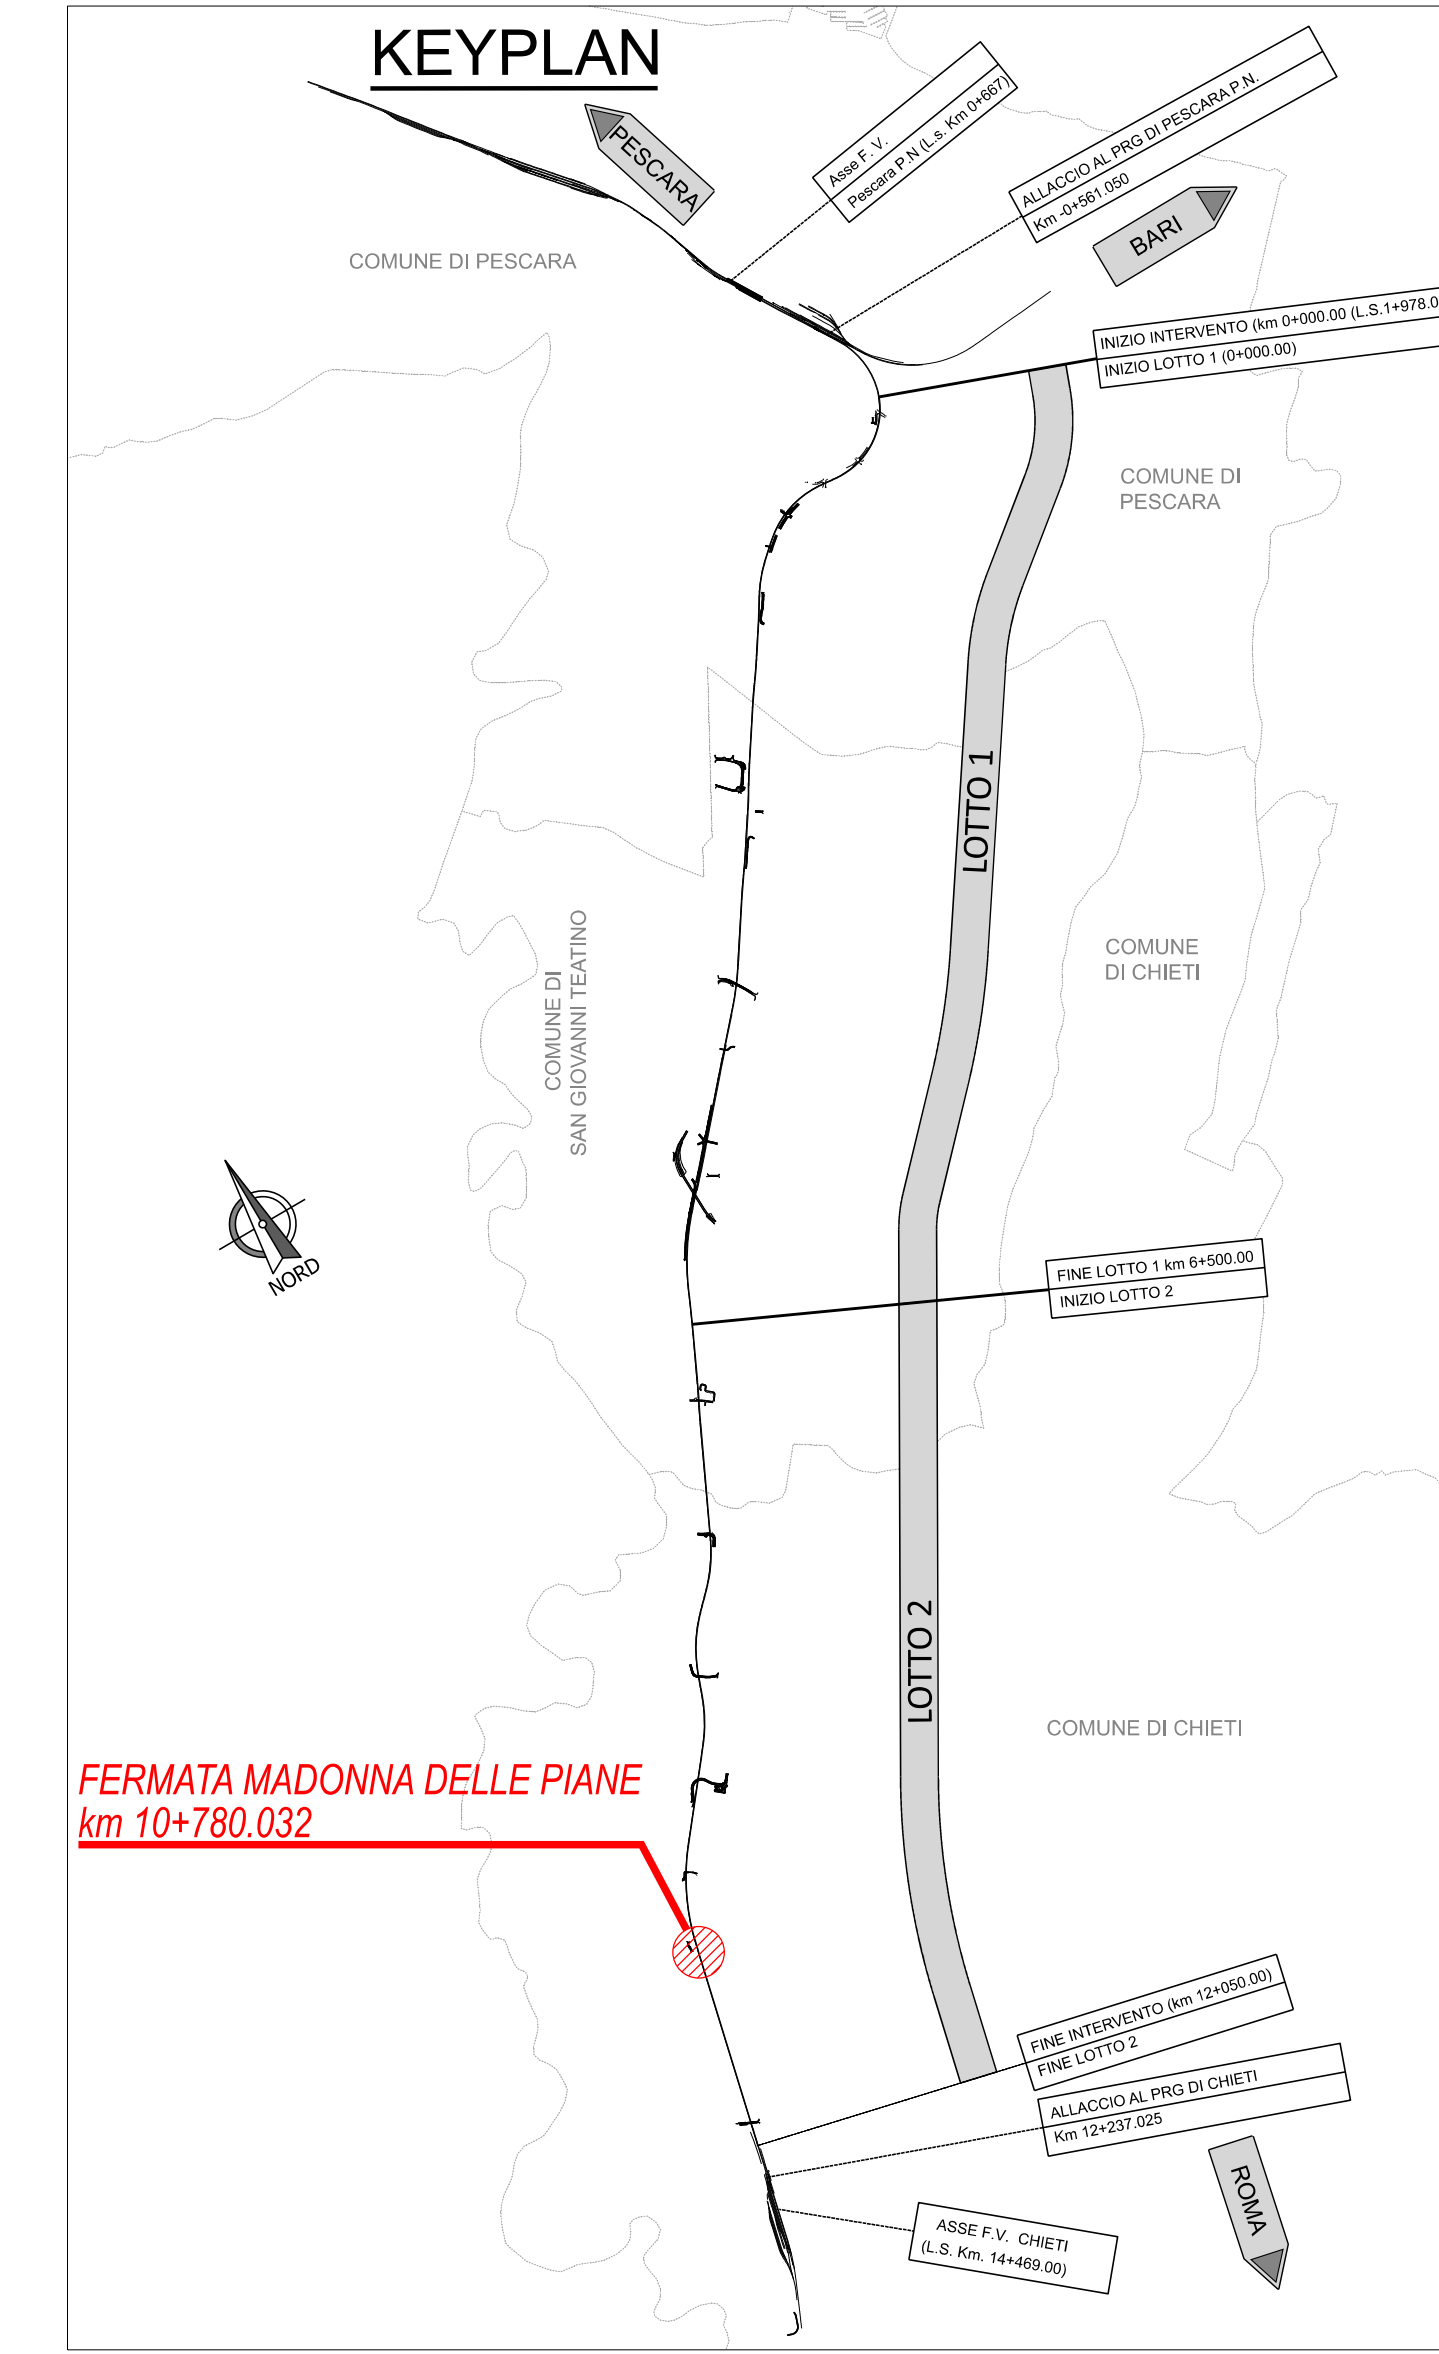 KEYPLAN
PESCARA
Asse F. V.
Pescara P.N (L.s. Km 0+667)
ALLACCIO AL PRG DI PESCARA P.N.
Km -0+561.050
BARI
COMUNE DI PESCARA
INIZIO INTERVENTO (km 0+000.00 (L.S.1+978.0
INIZIO LOTTO 1 (0+000.00)
COMUNE DI
PESCARA
LOTTO 1
COMUNE DI
SAN GIOVANNI TEATINO
COMUNE
DI CHIETI
NORD
FINE LOTTO 1 km 6+500.00
INIZIO LOTTO 2
LOTTO 2
COMUNE DI CHIETI
FERMATA MADONNA DELLE PIANE
km 10+780.032
FINE INTERVENTO (km 12+050.00)
FINE LOTTO 2
ALLACCIO AL PRG DI CHIETI
Km 12+237.025
ROMA
ASSE F.V. CHIETI
(L.S. Km. 14+469.00)